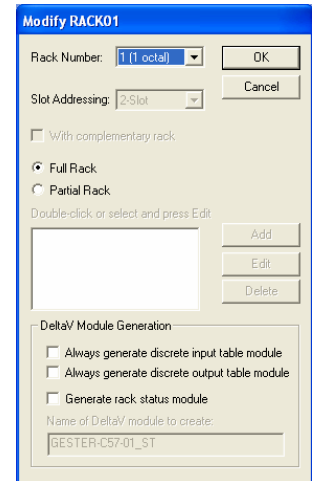 Modify RACK01
Rack Number: 1 (1 octal) OK
Slot Addressing: 2-Slot Cancel
With complementary rack
Full Rack
Partial Rack
Double-click or select and press Edit
Add
Edit
Delete
DeltaV Module Generation
Always generate discrete input table module
Always generate discrete output table module
Generate rack status module
Name of DeltaV module to create:
GESTER-C57-01_ST